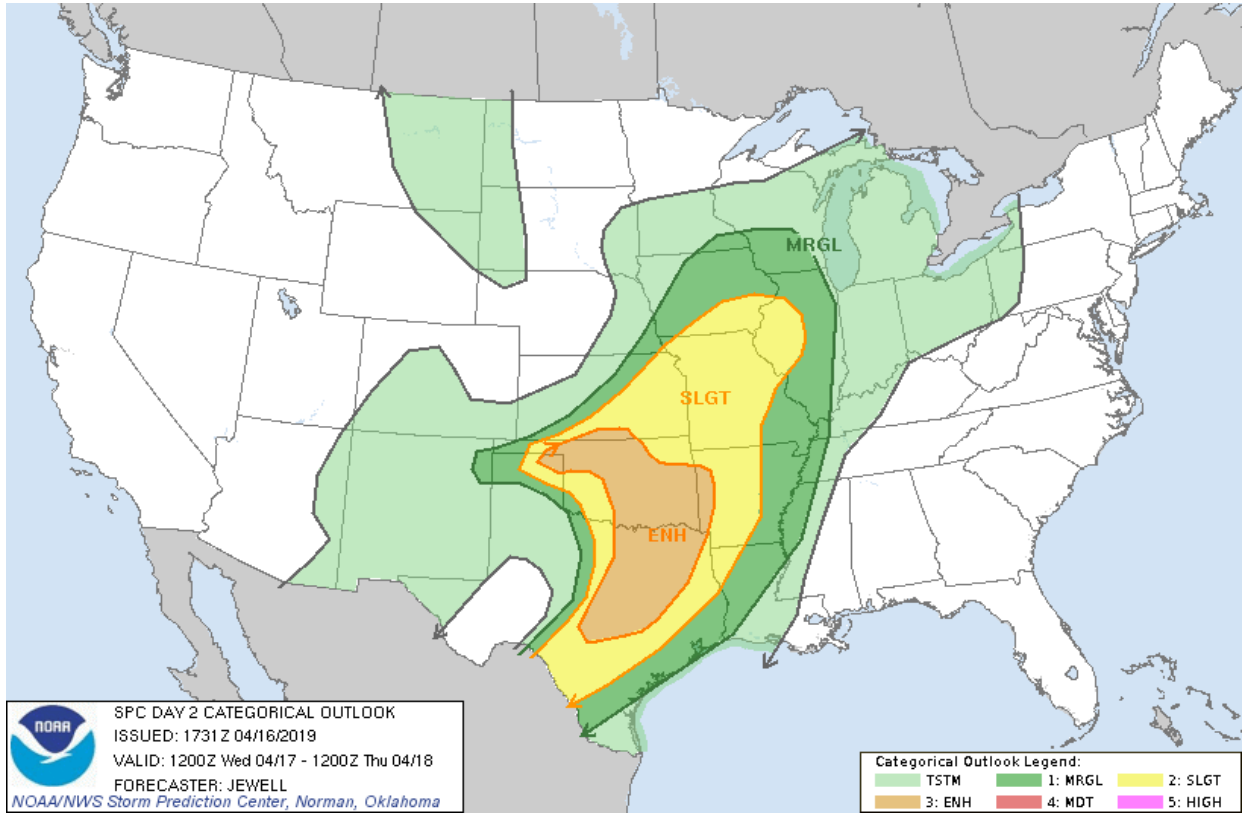 MRGL
SLGT
ENH
NOAA
SPC DAY 2 CATEGORICAL OUTLOOK
ISSUED: 1731Z 04/16/2019
VALID: 1200Z Wed 04/17 - 1200Z Thu 04/18
FORECASTER: JEWELL
NOAA/NWS Storm Prediction Center, Norman, Oklahoma
Categorical Outlook Legend:
TSTM 1: MRGL 2: SLGT
3: ENH 4: MDT 5: HIGH